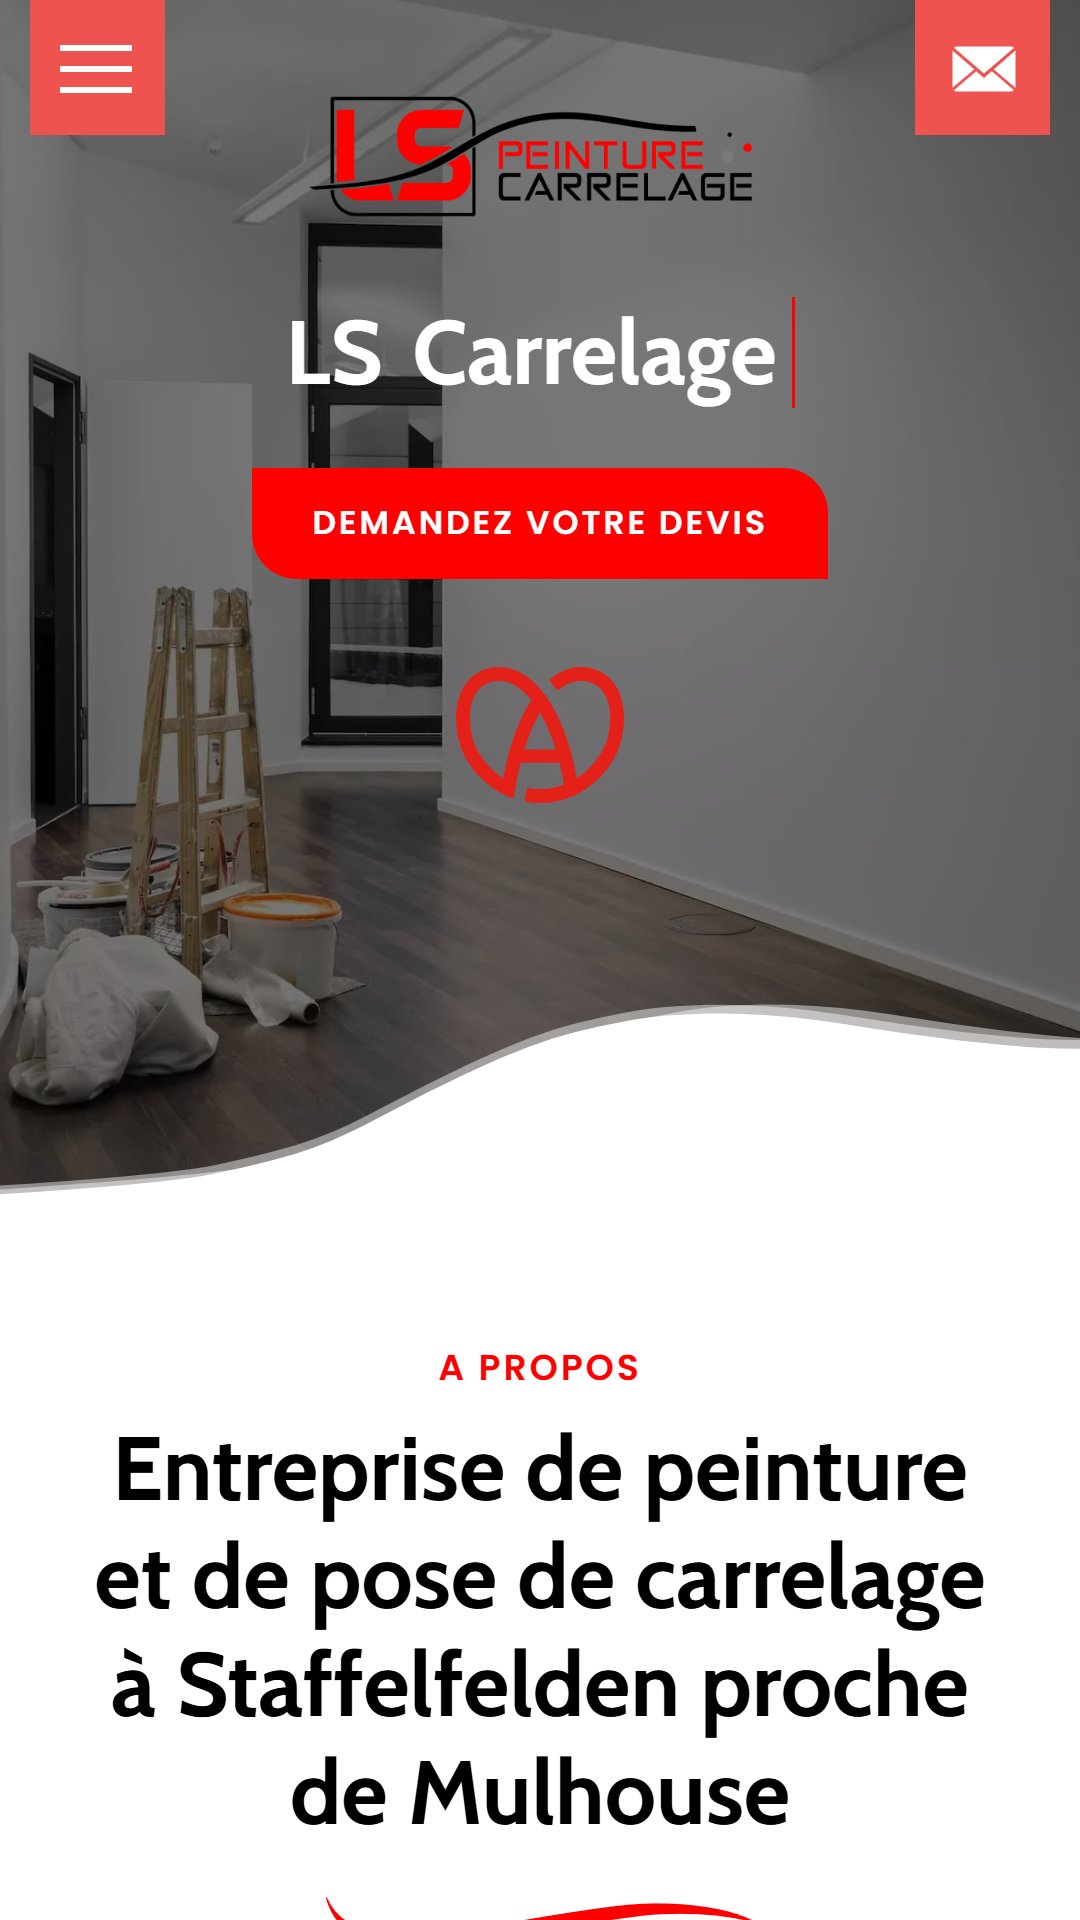 LS
PEINTURE
CARRELAGE
LS Carrelage
DEMANDEZ VOTRE DEVIS
A
A PROPOS
Entreprise de peinture
et de pose de carrelage
à Staffelfelden proche
de Mulhouse